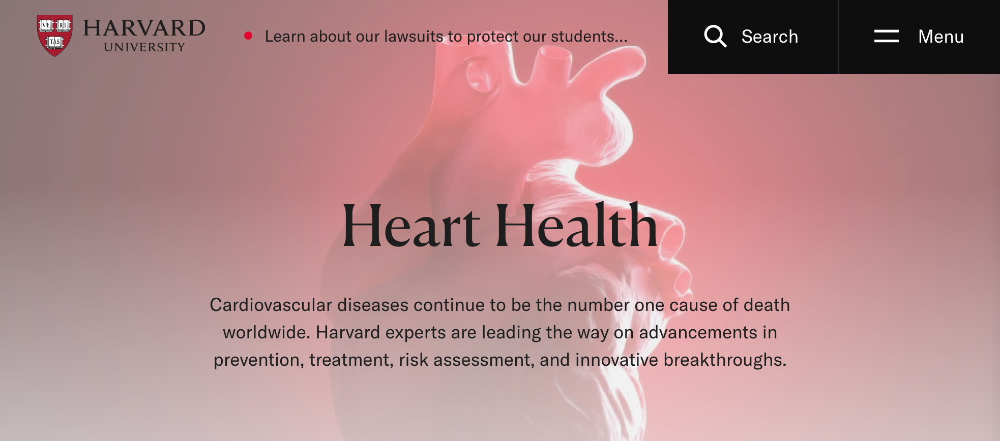 VE RI
TAS
HARVARD
UNIVERSITY
Learn about our lawsuits to protect our students...
Search
Menu
Heart Health
Cardiovascular diseases continue to be the number one cause of death
worldwide. Harvard experts are leading the way on advancements in
prevention, treatment, risk assessment, and innovative breakthroughs.